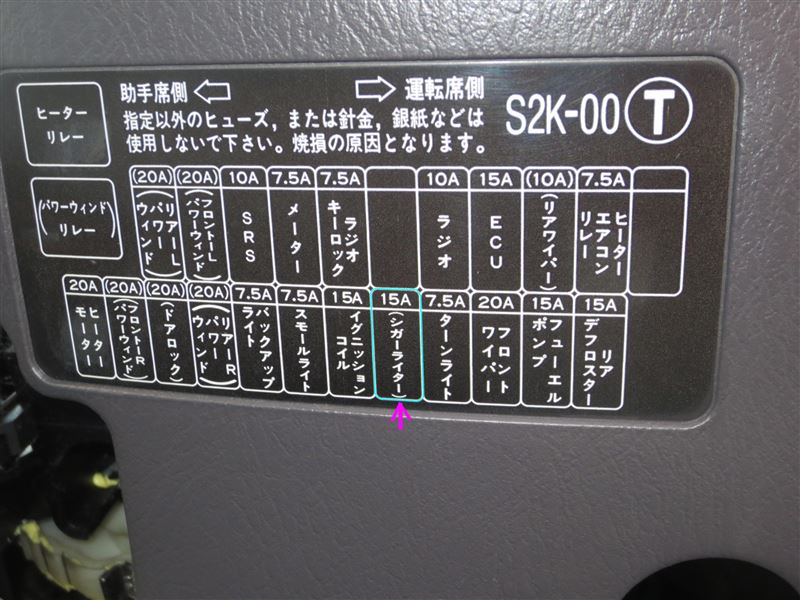 ヒーター
リレー
助手席側 ⇦ ⇨ 運転席側
指定以外のヒューズ，または針金，銀紙などは
使用しないで下さい。焼損の原因となります。
S2K-00 Ⓣ
(パワーウィンド)
リレー
(20A) (20A) 10A 7.5A 7.5A 10A 15A (10A) 7.5A
(リアーL
パワー
ウィンド)
(フロントL
パワーウィンド)
SRS
メーター
ラジオ
キーロック
ラジオ
ECU
(リアワイパー)
ヒーター
エアコン
リレー
20A (20A) (20A) (20A) 7.5A 7.5A 15A 15A 7.5A 20A 15A 15A
ヒーター
モーター
(フロントR
パワーウィンド)
(ドアロック)
(リアーR
パワー
ウィンド)
バックアップ
ライト
スモールライト
イグニッション
コイル
(シガーライター)
ターンライト
フロント
ワイパー
フューエル
ポンプ
リア
デフロスター